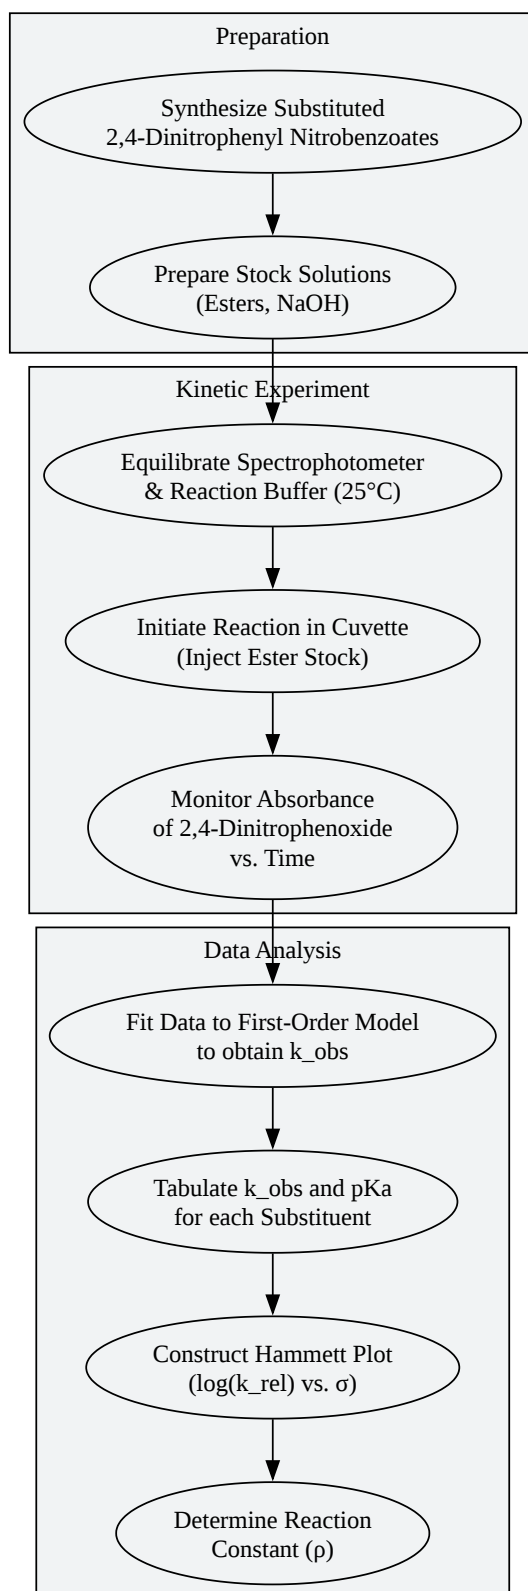 Preparation
Synthesize Substituted
2,4-Dinitrophenyl Nitrobenzoates
Prepare Stock Solutions
(Esters, NaOH)
Kinetic Experiment
Equilibrate Spectrophotometer
& Reaction Buffer (25°C)
Initiate Reaction in Cuvette
(Inject Ester Stock)
Monitor Absorbance
of 2,4-Dinitrophenoxide
vs. Time
Data Analysis
Fit Data to First-Order Model
to obtain k_obs
Tabulate k_obs and pKa
for each Substituent
Construct Hammett Plot
(log(k_rel) vs. σ)
Determine Reaction
Constant (ρ)